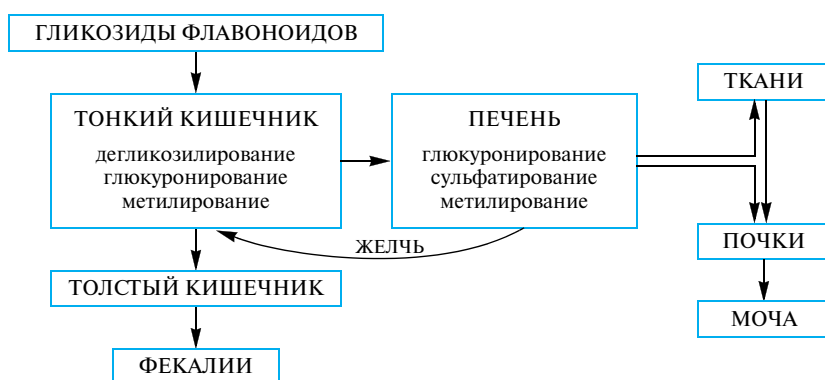 ГЛИКОЗИДЫ ФЛАВОНОИДОВ
ТОНКИЙ КИШЕЧНИК
дегликозилирование
глюкуронирование
метилирование
ПЕЧЕНЬ
глюкуронирование
сульфатирование
метилирование
ТКАНИ
ЖЕЛЧЬ
ПОЧКИ
ТОЛСТЫЙ КИШЕЧНИК
МОЧА
ФЕКАЛИИ